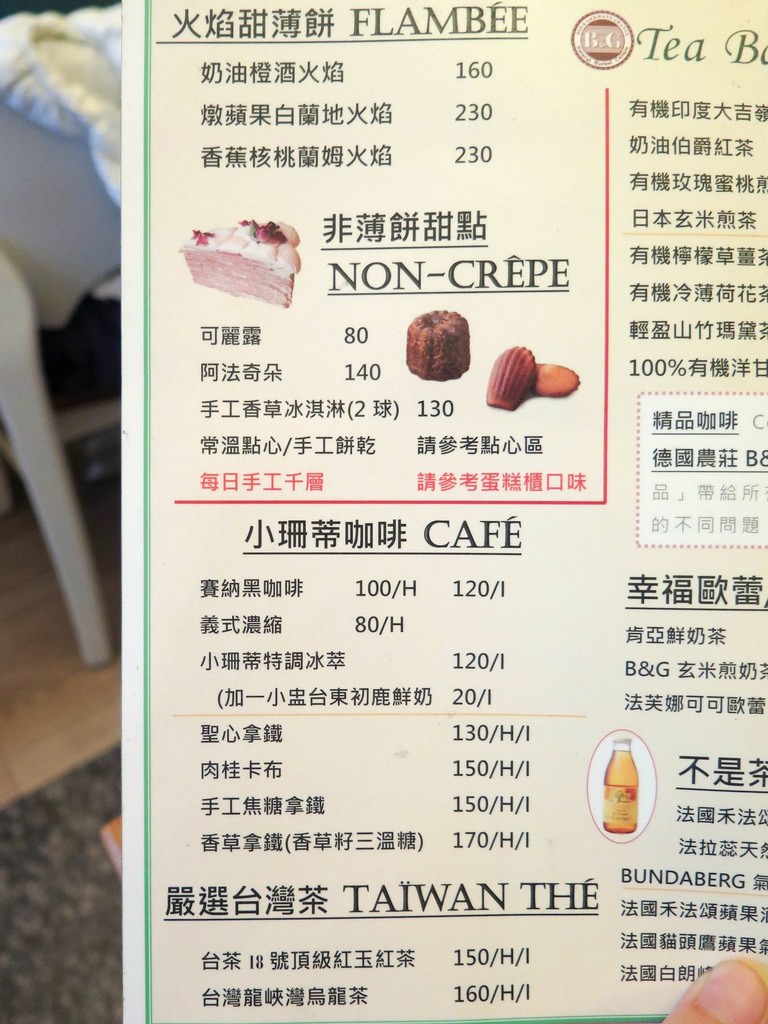 火焰甜薄餅 FLAMBÉE
奶油橙酒火焰 160
燉蘋果白蘭地火焰 230
香蕉核桃蘭姆火焰 230
非薄餅甜點
NON-CRÊPE
可麗露 80
阿法奇朵 140
手工香草冰淇淋(2 球) 130
常溫點心/手工餅乾 請參考點心區
每日手工千層 請參考蛋糕櫃口味
小珊蒂咖啡 CAFÉ
賽納黑咖啡 100/H 120/I
義式濃縮 80/H
小珊蒂特調冰萃 120/I
(加一小盅台東初鹿鮮奶 20/I
聖心拿鐵 130/H/I
肉桂卡布 150/H/I
手工焦糖拿鐵 150/H/I
香草拿鐵(香草籽三溫糖) 170/H/I
嚴選台灣茶 TAÏWAN THÉ
台茶 18 號頂級紅玉紅茶 150/H/I
台灣龍峽灣烏龍茶 160/H/I
B&G Tea Ba
有機印度大吉嶺
奶油伯爵紅茶
有機玫瑰蜜桃煎
日本玄米煎茶
有機檸檬草薑茶
有機冷薄荷花茶
輕盈山竹瑪黛茶
100%有機洋甘
精品咖啡 C
德國農莊 B&
品」帶給所
的不同問題
幸福歐蕾
肯亞鮮奶茶
B&G 玄米煎奶茶
法芙娜可可歐蕾
不是茶
法國禾法頌
法拉蕊天然
BUNDABERG 氣
法國禾法頌蘋果
法國貓頭鷹蘋果氣
法國白朗峰